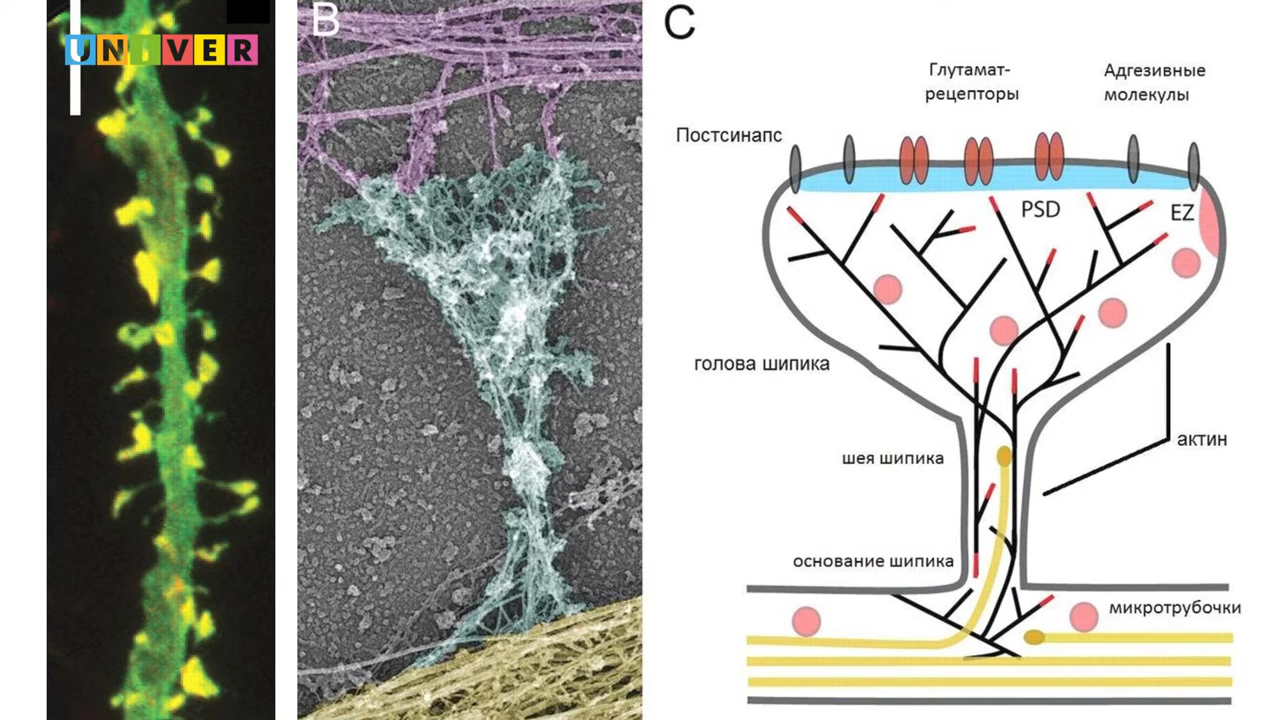 UNIVER
B
C
Глутамат-
рецепторы
Адгезивные
молекулы
Постсинапс
PSD
EZ
голова шипика
актин
шея шипика
основание шипика
микротрубочки